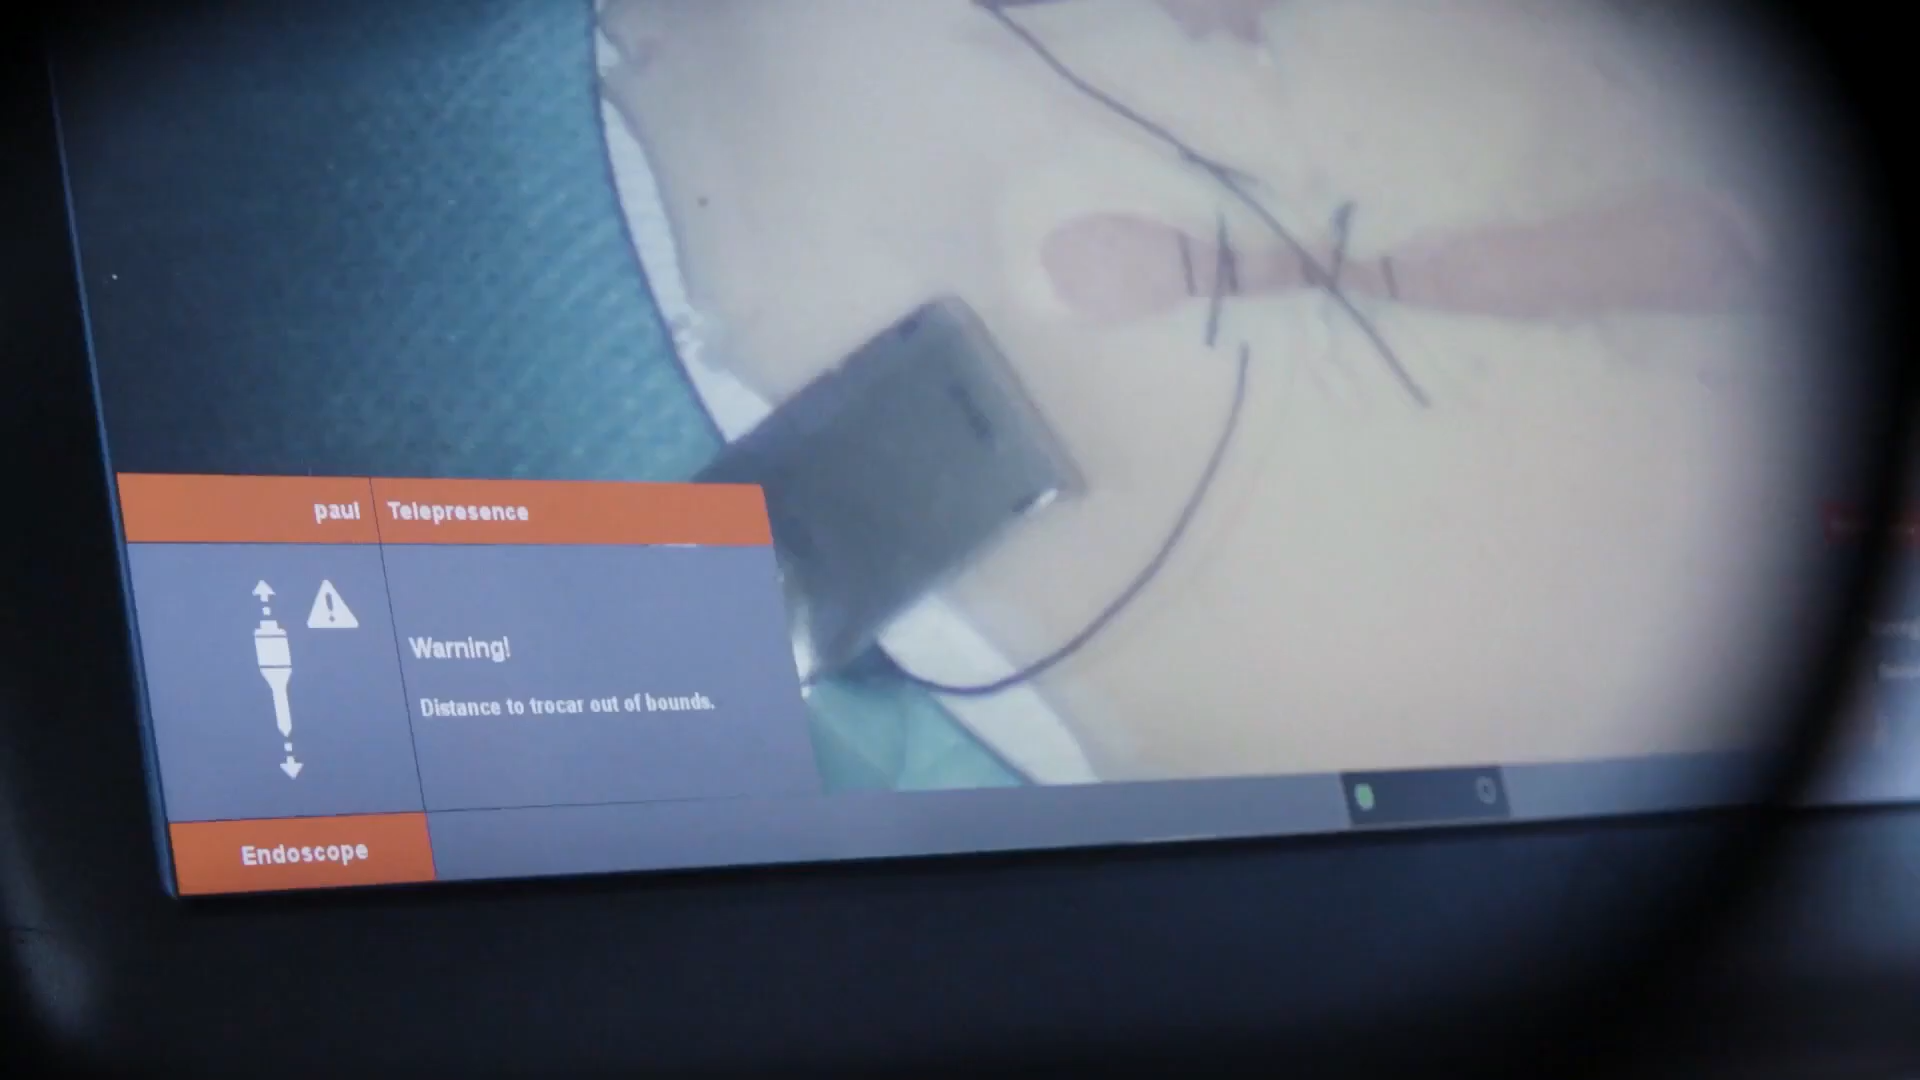 paul Telepresence
Warning!
Distance to trocar out of bounds.
Endoscope